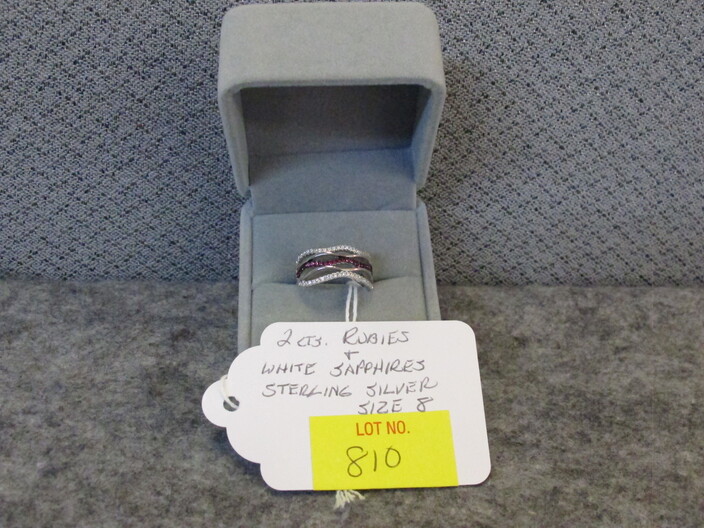 2 CTS. RUBIES
+
WHITE SAPPHIRES
STERLING SILVER
SIZE 8
LOT NO.
810